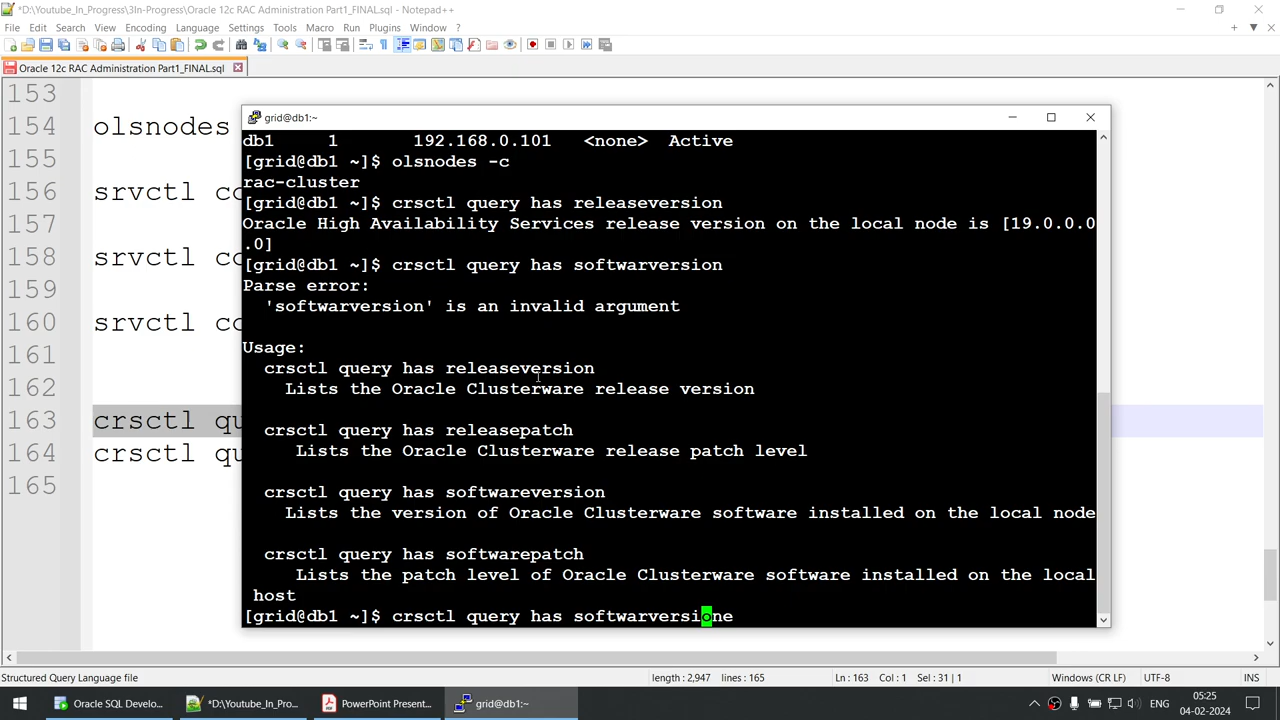 *D:\Youtube_In_Progress\3In-Progress\Oracle 12c RAC Administration Part1_FINAL.sql - Notepad++
File Edit Search View Encoding Language Settings Tools Macro Run Plugins Window ?
Oracle 12c RAC Administration Part1_FINAL.sql
153
154 olsnodes
155
156 srvctl co
157
158 srvctl co
159
160 srvctl co
161
162
163 crsctl qu
164 crsctl qu
165
grid@db1:~
db1 1 192.168.0.101 <none> Active
[grid@db1 ~]$ olsnodes -c
rac-cluster
[grid@db1 ~]$ crsctl query has releaseversion
Oracle High Availability Services release version on the local node is [19.0.0.0
.0]
[grid@db1 ~]$ crsctl query has softwarversion
Parse error:
'softwarversion' is an invalid argument
Usage:
crsctl query has releaseversion
Lists the Oracle Clusterware release version
crsctl query has releasepatch
Lists the Oracle Clusterware release patch level
crsctl query has softwareversion
Lists the version of Oracle Clusterware software installed on the local node
crsctl query has softwarepatch
Lists the patch level of Oracle Clusterware software installed on the local
host
[grid@db1 ~]$ crsctl query has softwarversione
Structured Query Language file length : 2,947 lines : 165 Ln : 163 Col : 1 Sel : 31 | 1 Windows (CR LF) UTF-8 INS
Oracle SQL Develo... *D:\Youtube_In_Pro... PowerPoint Present... grid@db1:~ ENG 05:25
04-02-2024